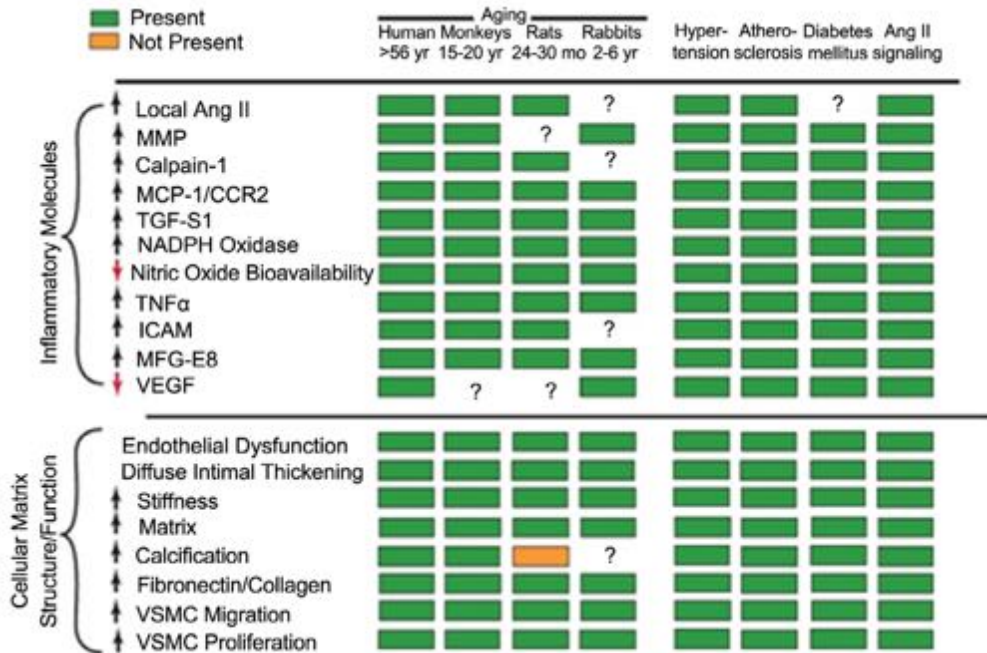 Present
Not Present
Aging
Human Monkeys Rats Rabbits Hyper- Athero- Diabetes Ang II
>56 yr 15-20 yr 24-30 mo 2-6 yr tension sclerosis mellitus signaling
Inflammatory Molecules
Local Ang II ? ?
MMP ?
Calpain-1 ?
MCP-1/CCR2
TGF-S1
NADPH Oxidase
Nitric Oxide Bioavailability
TNFα
ICAM ?
MFG-E8
VEGF ? ?
Cellular Matrix
Structure/Function
Endothelial Dysfunction
Diffuse Intimal Thickening
Stiffness
Matrix
Calcification ?
Fibronectin/Collagen
VSMC Migration
VSMC Proliferation